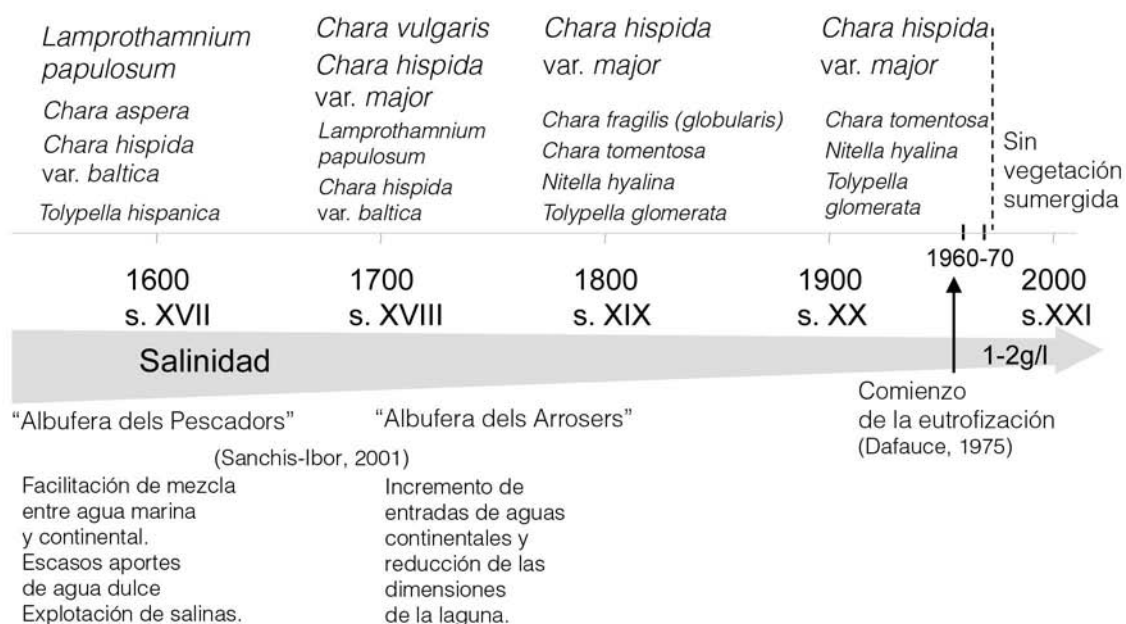 Lamprothamnium
papulosum
Chara aspera
Chara hispida
var. baltica
Tolypella hispanica
Chara vulgaris
Chara hispida
var. major
Lamprothamnium
papulosum
Chara hispida
var. baltica
Chara hispida
var. major
Chara fragilis (globularis)
Chara tomentosa
Nitella hyalina
Tolypella glomerata
Chara hispida
var. major
Chara tomentosa
Nitella hyalina
Tolypella
glomerata
Sin
vegetación
sumergida
1600
s. XVII
1700
s. XVIII
1800
s. XIX
1900
s. XX
1960-70
2000
s.XXI
Salinidad
1-2g/l
"Albufera dels Pescadors"
"Albufera dels Arrosers"
(Sanchis-Ibor, 2001)
Facilitación de mezcla
entre agua marina
y continental.
Escasos aportes
de agua dulce
Explotación de salinas.
Incremento de
entradas de aguas
continentales y
reducción de las
dimensiones
de la laguna.
Comienzo
de la eutrofización
(Dafauce, 1975)